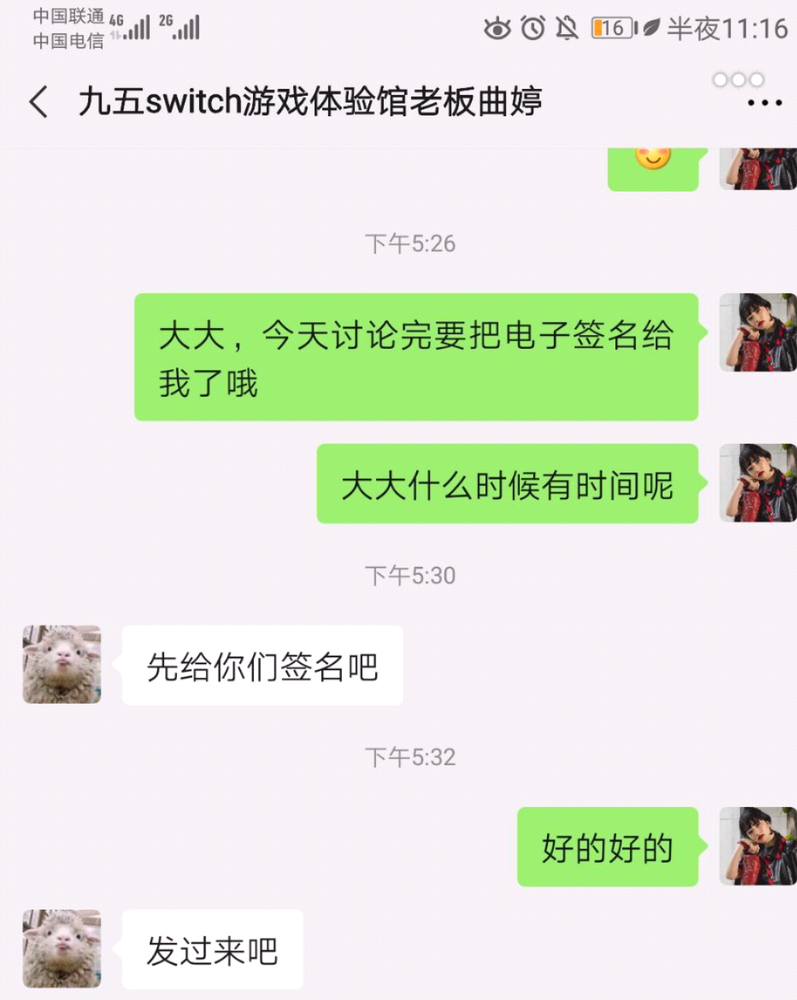 中国联通 4G 2G
中国电信
16 半夜11:16
九五switch游戏体验馆老板曲婷
下午5:26
大大，今天讨论完要把电子签名给
我了哦
大大什么时候有时间呢
下午5:30
先给你们签名吧
下午5:32
好的好的
发过来吧